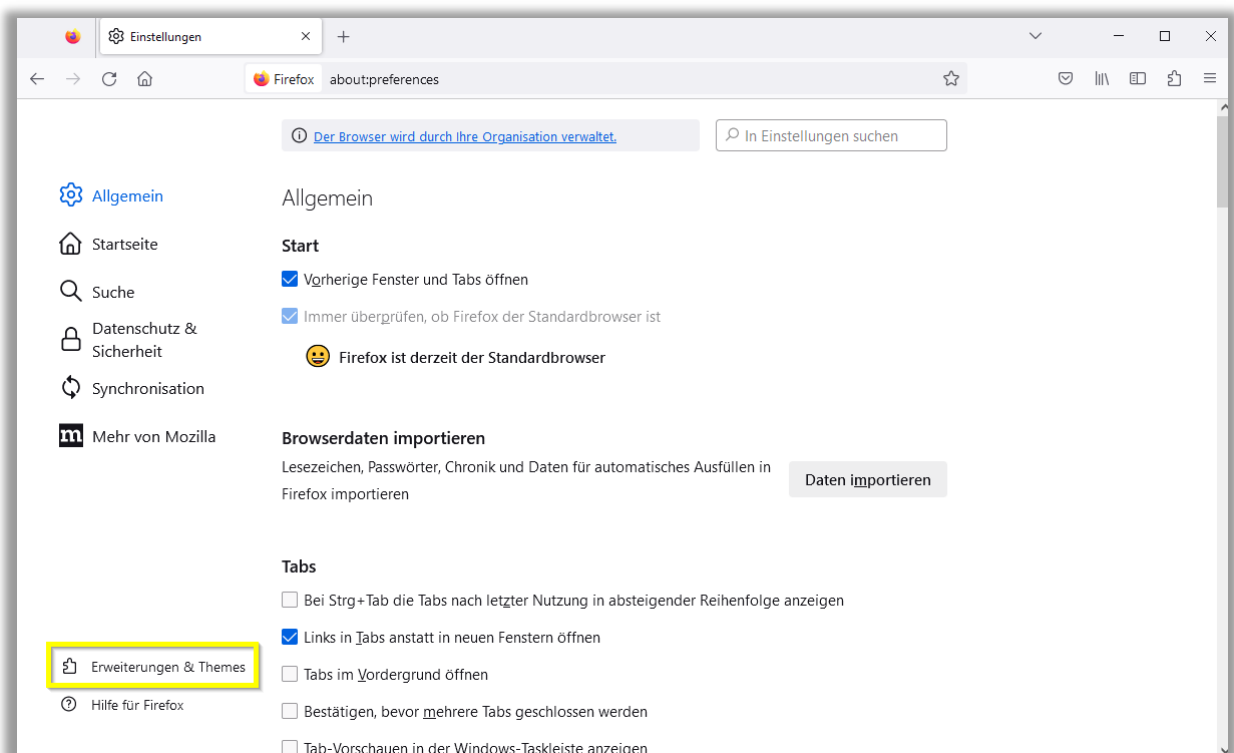 Einstellungen
Firefox about:preferences
Der Browser wird durch Ihre Organisation verwaltet.
In Einstellungen suchen
Allgemein
Startseite
Suche
Datenschutz &
Sicherheit
Synchronisation
m Mehr von Mozilla
Erweiterungen & Themes
Hilfe für Firefox
Allgemein
Start
Vorherige Fenster und Tabs öffnen
Immer überprüfen, ob Firefox der Standardbrowser ist
Firefox ist derzeit der Standardbrowser
Browserdaten importieren
Lesezeichen, Passwörter, Chronik und Daten für automatisches Ausfüllen in
Firefox importieren
Daten importieren
Tabs
Bei Strg+Tab die Tabs nach letzter Nutzung in absteigender Reihenfolge anzeigen
Links in Tabs anstatt in neuen Fenstern öffnen
Tabs im Vordergrund öffnen
Bestätigen, bevor mehrere Tabs geschlossen werden
Tab-Vorschauen in der Windows-Taskleiste anzeigen